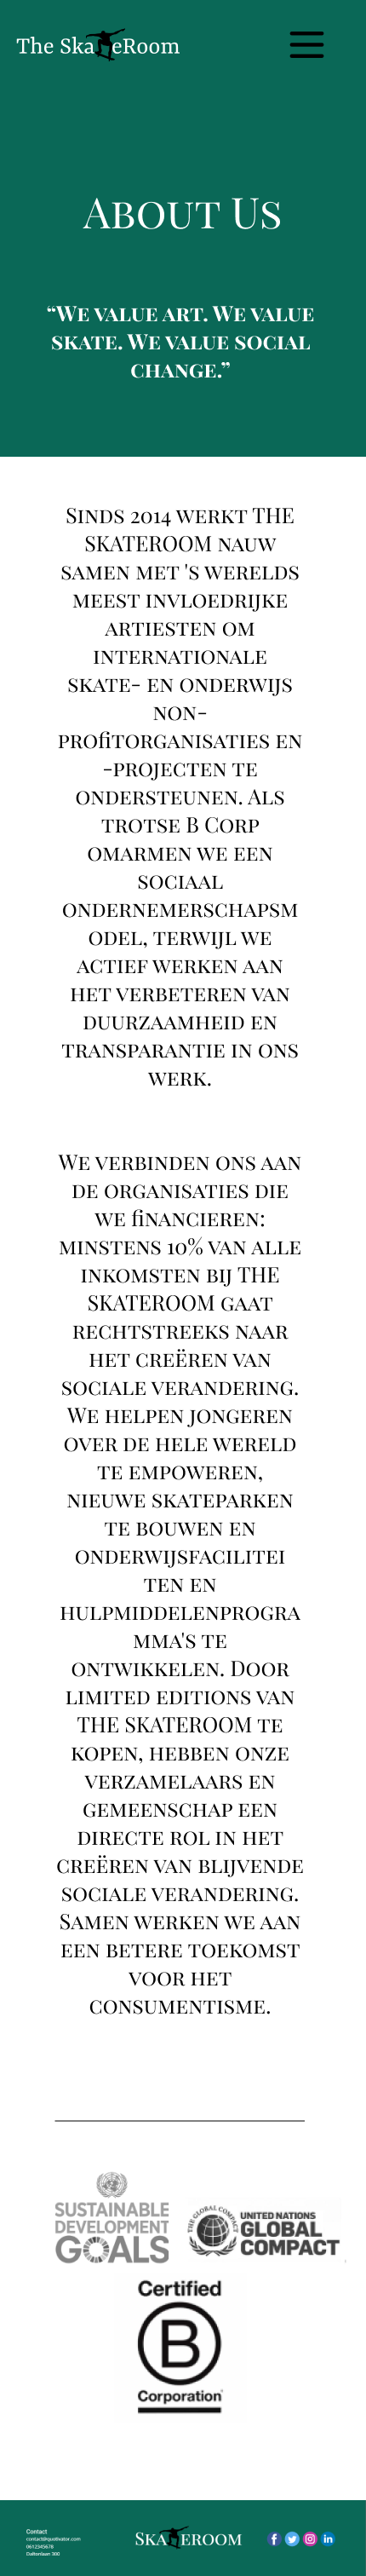 The SkateRoom
About Us
“We value art. We value
skate. We value social
change.”
Sinds 2014 werkt THE
SKATEROOM nauw
samen met 's werelds
meest invloedrijke
artiesten om
internationale
skate- en onderwijs
non-
profitorganisaties en
-projecten te
ondersteunen. Als
trotse B Corp
omarmen we een
sociaal
ondernemerschapsm
odel, terwijl we
actief werken aan
het verbeteren van
duurzaamheid en
transparantie in ons
werk.
We verbinden ons aan
de organisaties die
we financieren:
minstens 10% van alle
inkomsten bij THE
SKATEROOM gaat
rechtstreeks naar
het creëren van
sociale verandering.
We helpen jongeren
over de hele wereld
te empoweren,
nieuwe skateparken
te bouwen en
onderwijsfacilitei
ten en
hulpmiddelenprogra
mma's te
ontwikkelen. Door
limited editions van
THE SKATEROOM te
kopen, hebben onze
verzamelaars en
gemeenschap een
directe rol in het
creëren van blijvende
sociale verandering.
Samen werken we aan
een betere toekomst
voor het
consumentisme.
SUSTAINABLE
DEVELOPMENT
GOALS
THE GLOBAL COMPACT
UNITED NATIONS
GLOBAL
COMPACT
Certified
B
Corporation
Contact
0612345678
Daltonlaan 300
Skateroom